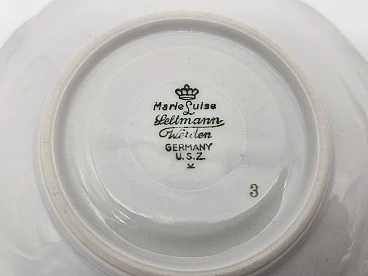 Marie Luise
L
Seltmann
Weiden
GERMANY
U.S.Z.
K
3